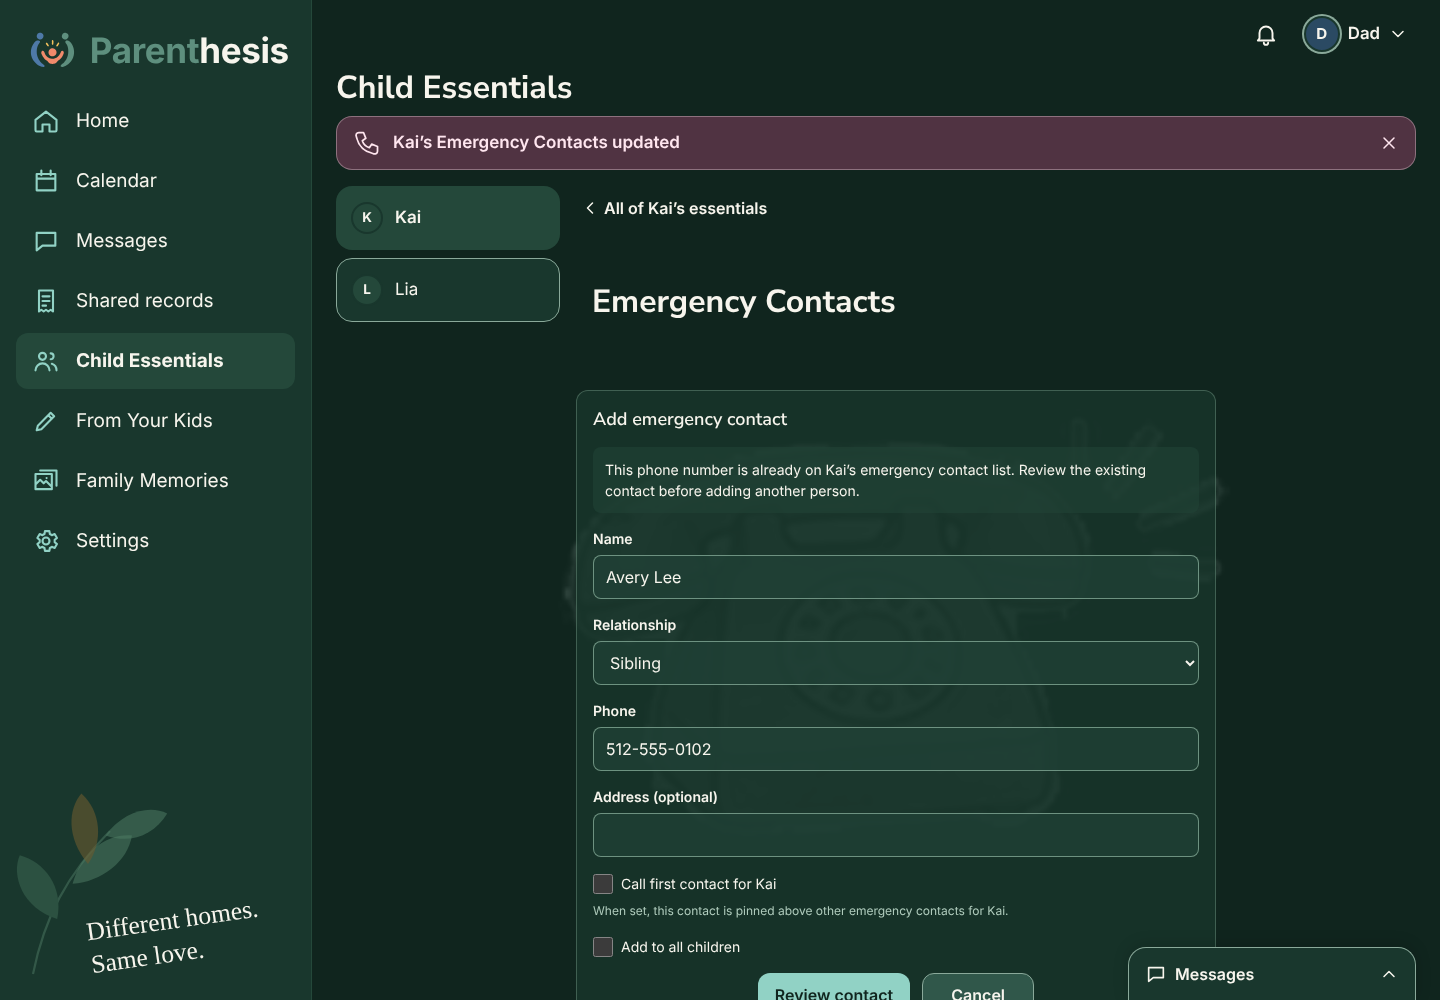 Parenthesis
Home
Calendar
Messages
Shared records
Child Essentials
From Your Kids
Family Memories
Settings
Different homes.
Same love.
D
Dad
Child Essentials
Kai’s Emergency Contacts updated
K
Kai
L
Lia
All of Kai’s essentials
Emergency Contacts
Add emergency contact
This phone number is already on Kai’s emergency contact list. Review the existing
contact before adding another person.
Name
Avery Lee
Relationship
Sibling
Phone
512-555-0102
Address (optional)
Call first contact for Kai
When set, this contact is pinned above other emergency contacts for Kai.
Add to all children
Review contact
Cancel
Messages